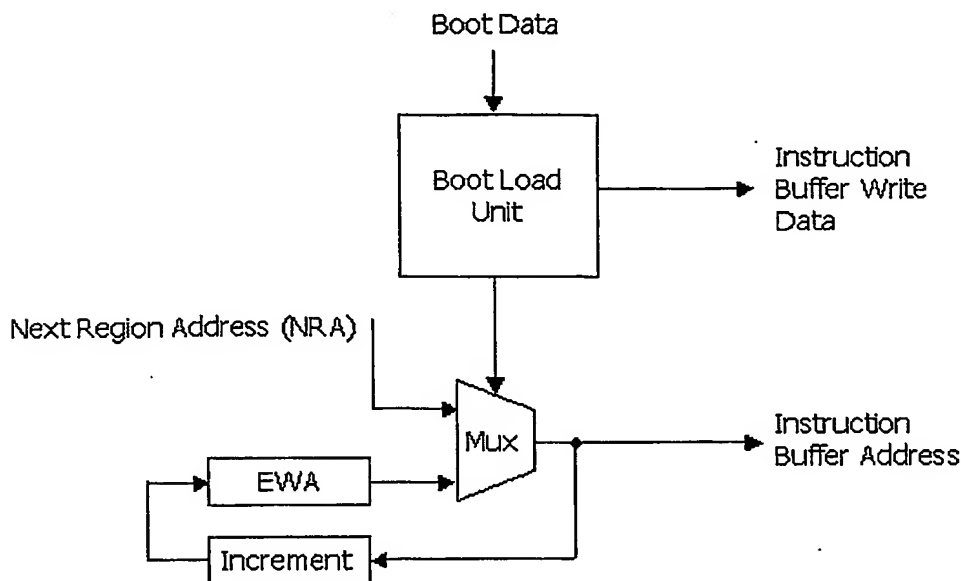 Boot Data
Boot Load
Unit
Instruction
Buffer Write
Data
Next Region Address (NRA)
Mux
Instruction
Buffer Address
EWA
Increment